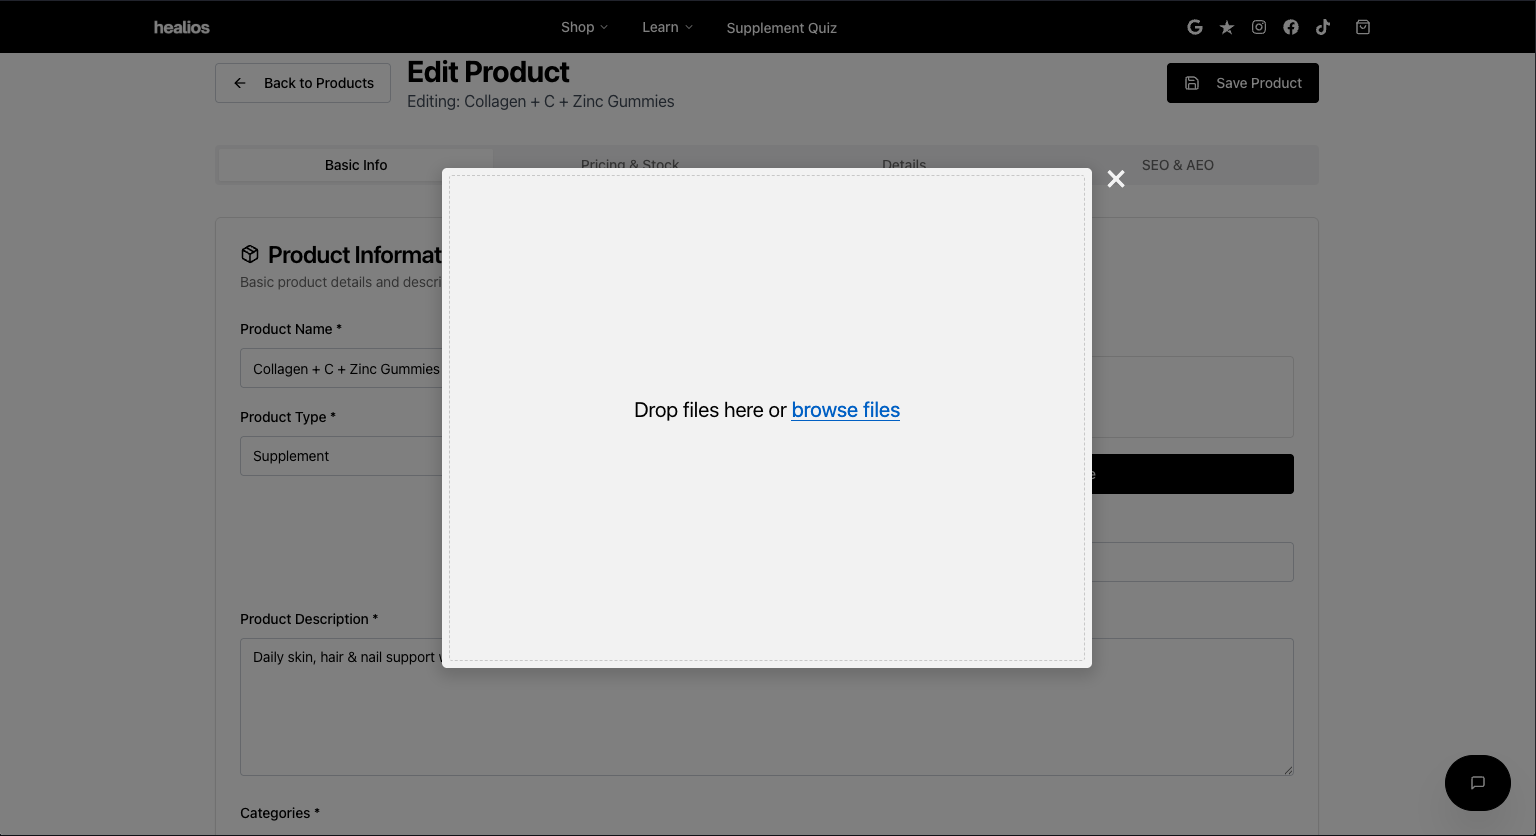 healios
Shop
Learn
Supplement Quiz
Back to Products
Edit Product
Editing: Collagen + C + Zinc Gummies
Save Product
Basic Info
Pricing & Stock
Details
SEO & AEO
Product Informat
Basic product details and descri
Product Name *
Collagen + C + Zinc Gummies
Product Type *
Supplement
Drop files here or browse files
Product Description *
Daily skin, hair & nail support
Categories *